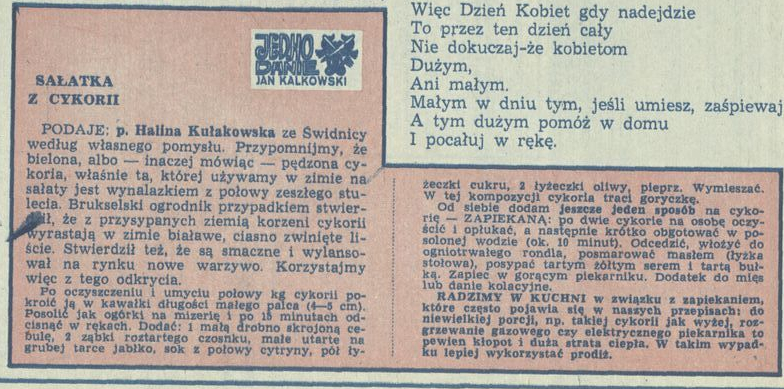 JEDNO
DANIE
JAN KALKOWSKI
SAŁATKA
Z CYKORII
PODAJE: p. Halina Kułakowska ze Świdnicy
według własnego pomysłu. Przypomnijmy, że
bielona, albo — inaczej mówiąc — pędzona cy-
koria, właśnie ta, której używamy w zimie na
sałaty jest wynalazkiem z połowy zeszłego stu-
lecia. Brukselski ogrodnik przypadkiem stwier-
dził, że z przysypanych ziemią korzeni cykorii
wyrastają w zimie białawe, ciasno zwinięte li-
ście. Stwierdził też, że są smaczne i wylanso-
wał na rynku nowe warzywo. Korzystajmy
więc z tego odkrycia.
Po oczyszczeniu i umyciu połowy kg cykorii po-
kroić ją w kawałki długości małego palca (4—5 cm).
Posolić jak ogórki na mizerię i po 15 minutach od-
cisnąć w rękach. Dodać: 1 małą drobno skrojoną ce-
bulę, 2 ząbki roztartego czosnku, małe utarte na
grubej tarce jabłko, sok z połowy cytryny, pół ły-
żeczki cukru, 2 łyżeczki oliwy, pieprz. Wymieszać.
W tej kompozycji cykoria traci goryczkę.
Od siebie dodam jeszcze jeden sposób na cyko-
rię — ZAPIEKANĄ: po dwie cykorie na osobę oczy-
ścić i opłukać, a następnie krótko obgotować w po-
solonej wodzie (ok. 10 minut). Odcedzić, włożyć do
ogniotrwałego rondla, posmarować masłem (łyżka
stołowa), posypać tartym żółtym serem i tartą buł-
ką. Zapiec w gorącym piekarniku. Dodatek do mięs
lub danie kolacyjne.
RADZIMY W KUCHNI w związku z zapiekaniem,
które często pojawia się w naszych przepisach: do
niewielkiej porcji, np. takiej cykorii jak wyżej, roz-
grzewanie gazowego czy elektrycznego piekarnika to
pewien kłopot i duża strata ciepła. W takim wypad-
ku lepiej wykorzystać prodiż.
Więc Dzień Kobiet gdy nadejdzie
To przez ten dzień cały
Nie dokuczaj-że kobietom
Dużym,
Ani małym.
Małym w dniu tym, jeśli umiesz, zaśpiewaj
A tym dużym pomóż w domu
I pocałuj w rękę.